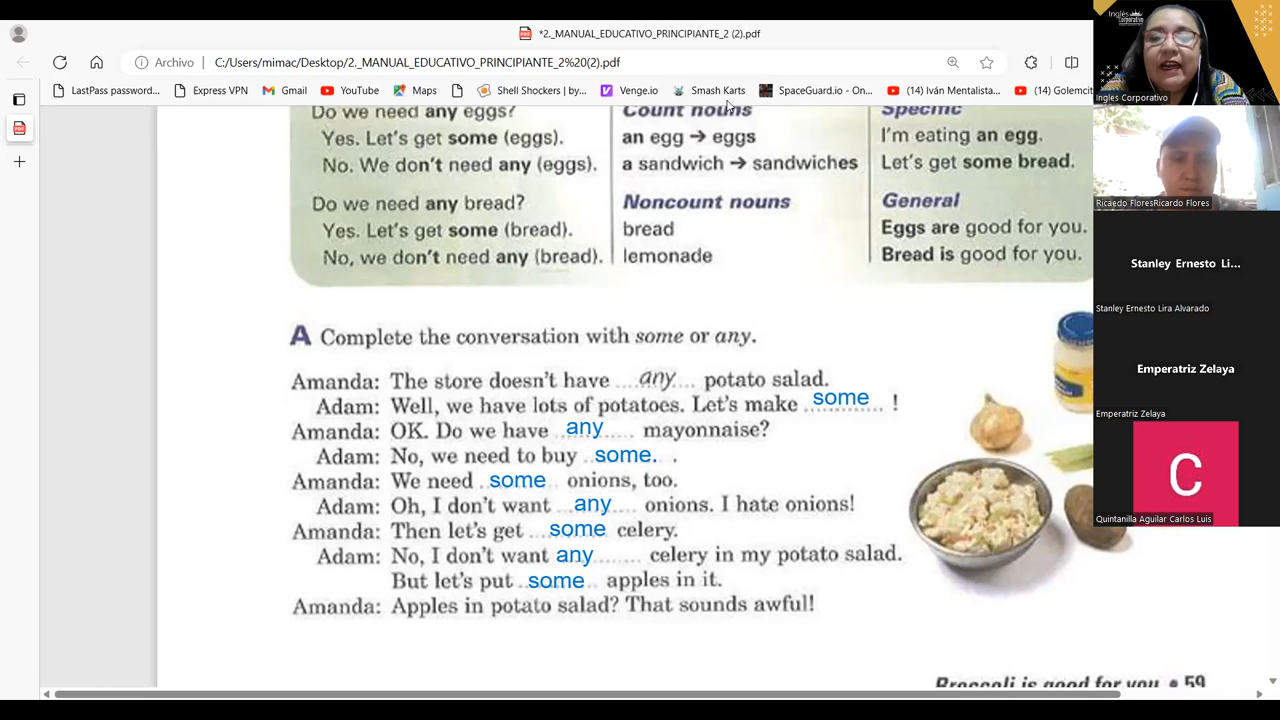 *2._MANUAL_EDUCATIVO_PRINCIPIANTE_2 (2).pdf
Archivo C:/Users/mimac/Desktop/2._MANUAL_EDUCATIVO_PRINCIPIANTE_2%20(2).pdf
LastPass password... Express VPN Gmail YouTube Maps Shell Shockers | by... Venge.io Smash Karts SpaceGuard.io - On... (14) Iván Mentalista... (14) Golemcit
Do we need any eggs?
Yes. Let's get some (eggs).
No. We don't need any (eggs).
Do we need any bread?
Yes. Let's get some (bread).
No, we don't need any (bread).
Count nouns
an egg → eggs
a sandwich → sandwiches
Noncount nouns
bread
lemonade
Specific
I'm eating an egg.
Let's get some bread.
General
Eggs are good for you.
Bread is good for you.
A Complete the conversation with some or any.
Amanda: The store doesn't have ....any.... potato salad.
Adam: Well, we have lots of potatoes. Let's make some !
Amanda: OK. Do we have any mayonnaise?
Adam: No, we need to buy some. .
Amanda: We need some onions, too.
Adam: Oh, I don't want any onions. I hate onions!
Amanda: Then let's get some celery.
Adam: No, I don't want any celery in my potato salad.
But let's put some apples in it.
Amanda: Apples in potato salad? That sounds awful!
Broccoli is good for you • 59
Inglés
Corporativo
Ingles Corporativo
Ricaedo FloresRicardo Flores
Stanley Ernesto Li...
Stanley Ernesto Lira Alvarado
Emperatriz Zelaya
Emperatriz Zelaya
C
Quintanilla Aguilar Carlos Luis